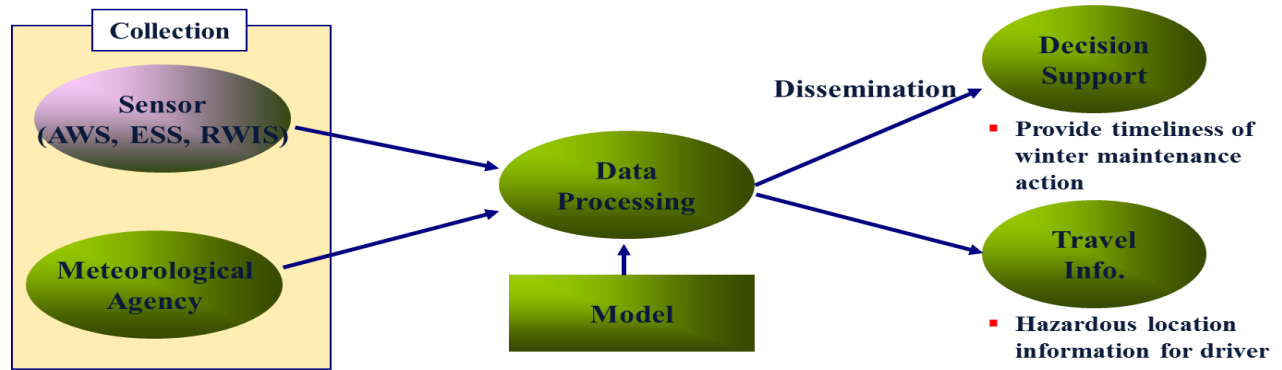 Collection
Sensor
(AWS, ESS, RWIS)
Meteorological
Agency
Data
Processing
Model
Dissemination
Decision
Support
Provide timeliness of
winter maintenance
action
Travel
Info.
Hazardous location
information for driver